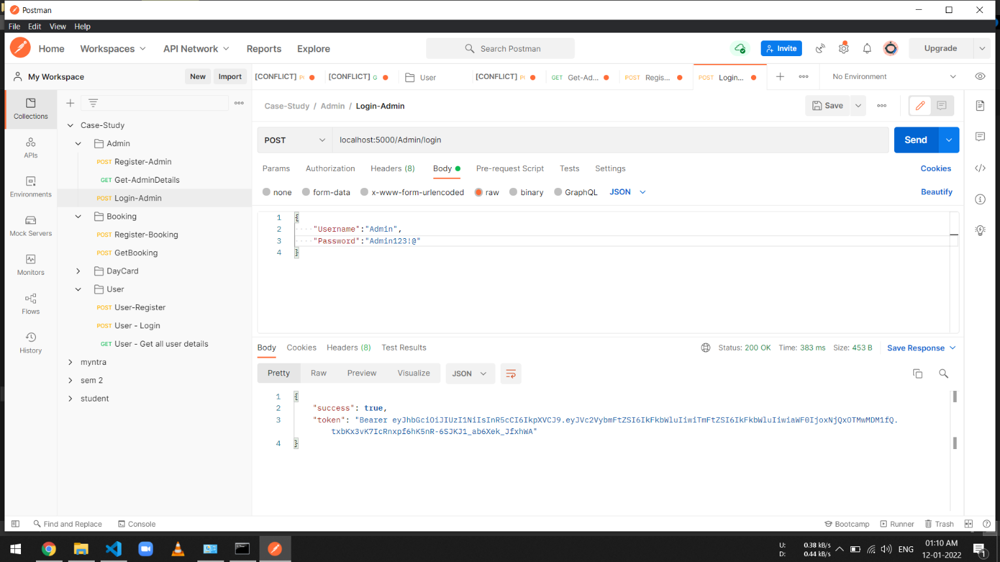 Postman
File Edit View Help
Home Workspaces API Network Reports Explore Search Postman Invite Upgrade
My Workspace New Import
[CONFLICT] PI [CONFLICT] G User [CONFLICT] PI GET Get-Ad... POST Regis... POST Login... No Environment
Collections
APIs
Environments
Mock Servers
Monitors
Flows
History
Case-Study
Admin
POST Register-Admin
GET Get-AdminDetails
POST Login-Admin
Booking
POST Register-Booking
POST GetBooking
DayCard
User
POST User-Register
POST User - Login
GET User - Get all user details
myntra
sem 2
student
Case-Study / Admin / Login-Admin Save
POST localhost:5000/Admin/login Send
Params Authorization Headers (8) Body Pre-request Script Tests Settings Cookies
none form-data x-www-form-urlencoded raw binary GraphQL JSON Beautify
1 {
2 "Username":"Admin",
3 "Password":"Admin123!@"
4 }
Body Cookies Headers (8) Test Results Status: 200 OK Time: 383 ms Size: 453 B Save Response
Pretty Raw Preview Visualize JSON
1 {
2 "success": true,
3 "token": "Bearer eyJhbGciOiJIUzI1NiIsInR5cCI6IkpXVCJ9.eyJVc2VybmFtZSI6IkFkbWluIiwiTmFtZSI6IkFkbWluIiwiaWF0IjoxNjQxOTMwMDM1fQ.
txbKx3vK7IcRnxpf6hK5nR-6SJKJ1_ab6Xek_JfxhWA"
4 }
Find and Replace Console Bootcamp Runner Trash
U: 0.38 kB/s
D: 0.44 kB/s
ENG
01:10 AM
12-01-2022
1